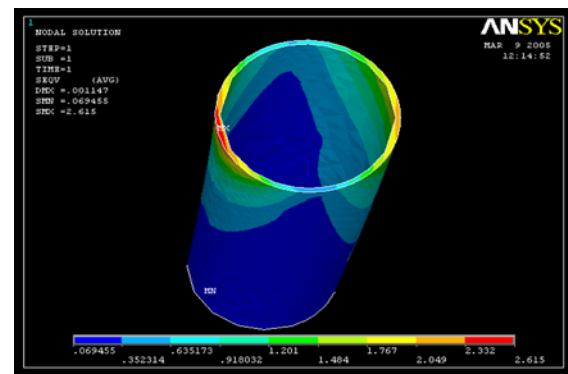 1
NODAL SOLUTION
STEP=1
SUB =1
TIME=1
SEQV (AVG)
DMX =.001147
SMN =.069455
SMX =2.615
ANSYS
MAR 9 2005
12:14:52
MX
MN
.069455 .635173 1.201 1.767 2.332
.352314 .918032 1.484 2.049 2.615